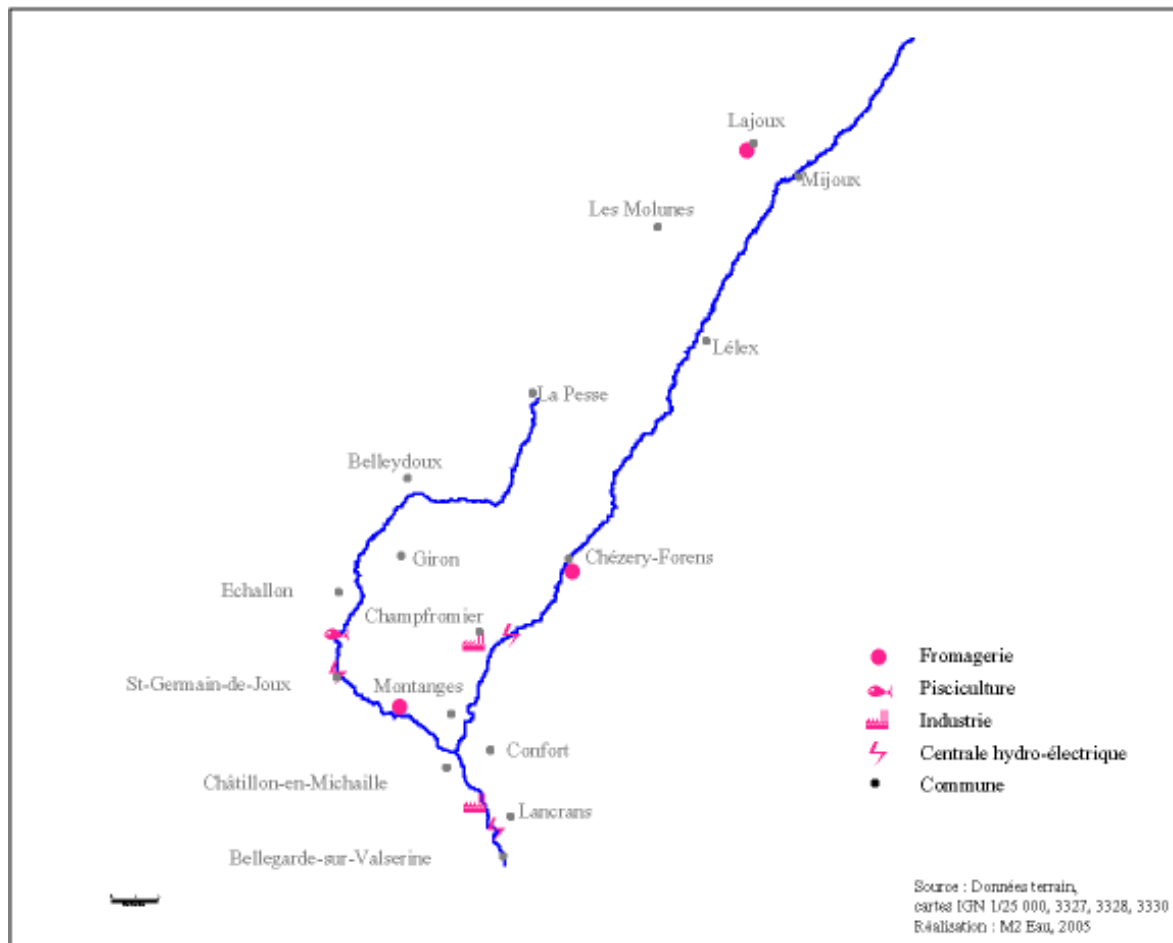 Lajoux
Mijoux
Les Molunes
Lélex
La Pesse
Belleydoux
Giron
Chézery-Forens
Echallon
Champfromier
St-Germain-de-Joux
Montanges
Confort
Châtillon-en-Michaille
Lancrans
Bellegarde-sur-Valserine
Fromagerie
Pisciculture
Industrie
Centrale hydro-électrique
Commune
Source : Données terrain,
cartes IGN 1/25 000, 3327, 3328, 3330
Réalisation : M2 Eau, 2005